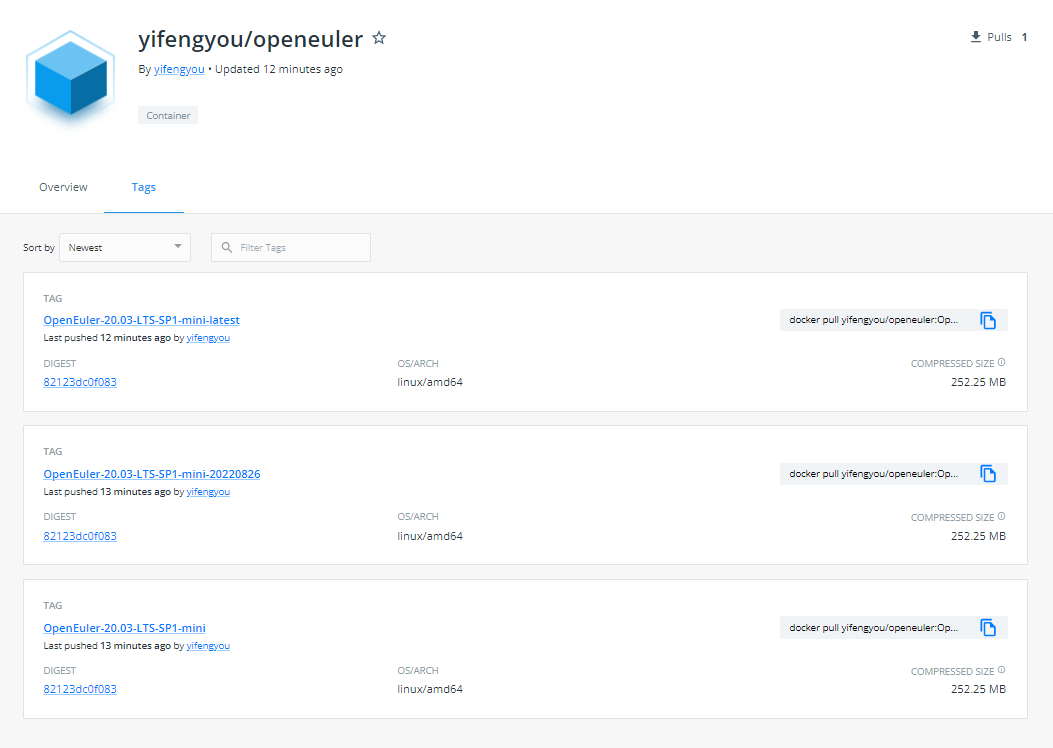 yifengyou/openeuler
Pulls 1
By yifengyou • Updated 12 minutes ago
Container
Overview Tags
Sort by Newest Filter Tags
TAG
OpenEuler-20.03-LTS-SP1-mini-latest
docker pull yifengyou/openeuler:Op...
Last pushed 12 minutes ago by yifengyou
DIGEST OS/ARCH COMPRESSED SIZE
82123dc0f083 linux/amd64 252.25 MB
TAG
OpenEuler-20.03-LTS-SP1-mini-20220826
docker pull yifengyou/openeuler:Op...
Last pushed 13 minutes ago by yifengyou
DIGEST OS/ARCH COMPRESSED SIZE
82123dc0f083 linux/amd64 252.25 MB
TAG
OpenEuler-20.03-LTS-SP1-mini
docker pull yifengyou/openeuler:Op...
Last pushed 13 minutes ago by yifengyou
DIGEST OS/ARCH COMPRESSED SIZE
82123dc0f083 linux/amd64 252.25 MB